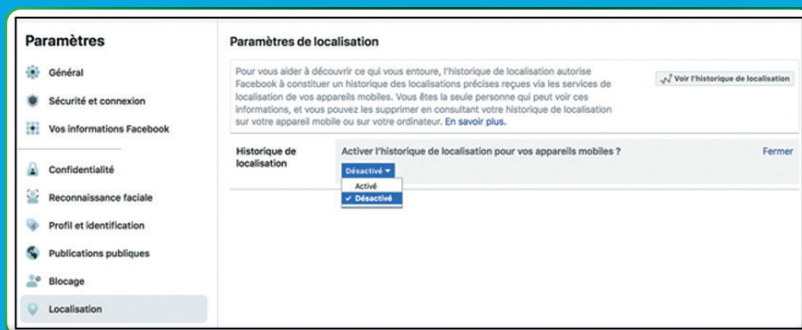 Paramètres
Général
Sécurité et connexion
Vos informations Facebook
Confidentialité
Reconnaissance faciale
Profil et identification
Publications publiques
Blocage
Localisation
Paramètres de localisation
Pour vous aider à découvrir ce qui vous entoure, l'historique de localisation autorise
Facebook à constituer un historique des localisations précises reçues via les services de
localisation de vos appareils mobiles. Vous êtes la seule personne qui peut voir ces
informations, et vous pouvez les supprimer en consultant votre historique de localisation
sur votre appareil mobile ou sur votre ordinateur. En savoir plus.
Voir l'historique de localisation
Historique de
localisation
Activer l'historique de localisation pour vos appareils mobiles ?
Fermer
Désactivé
Activé
Désactivé